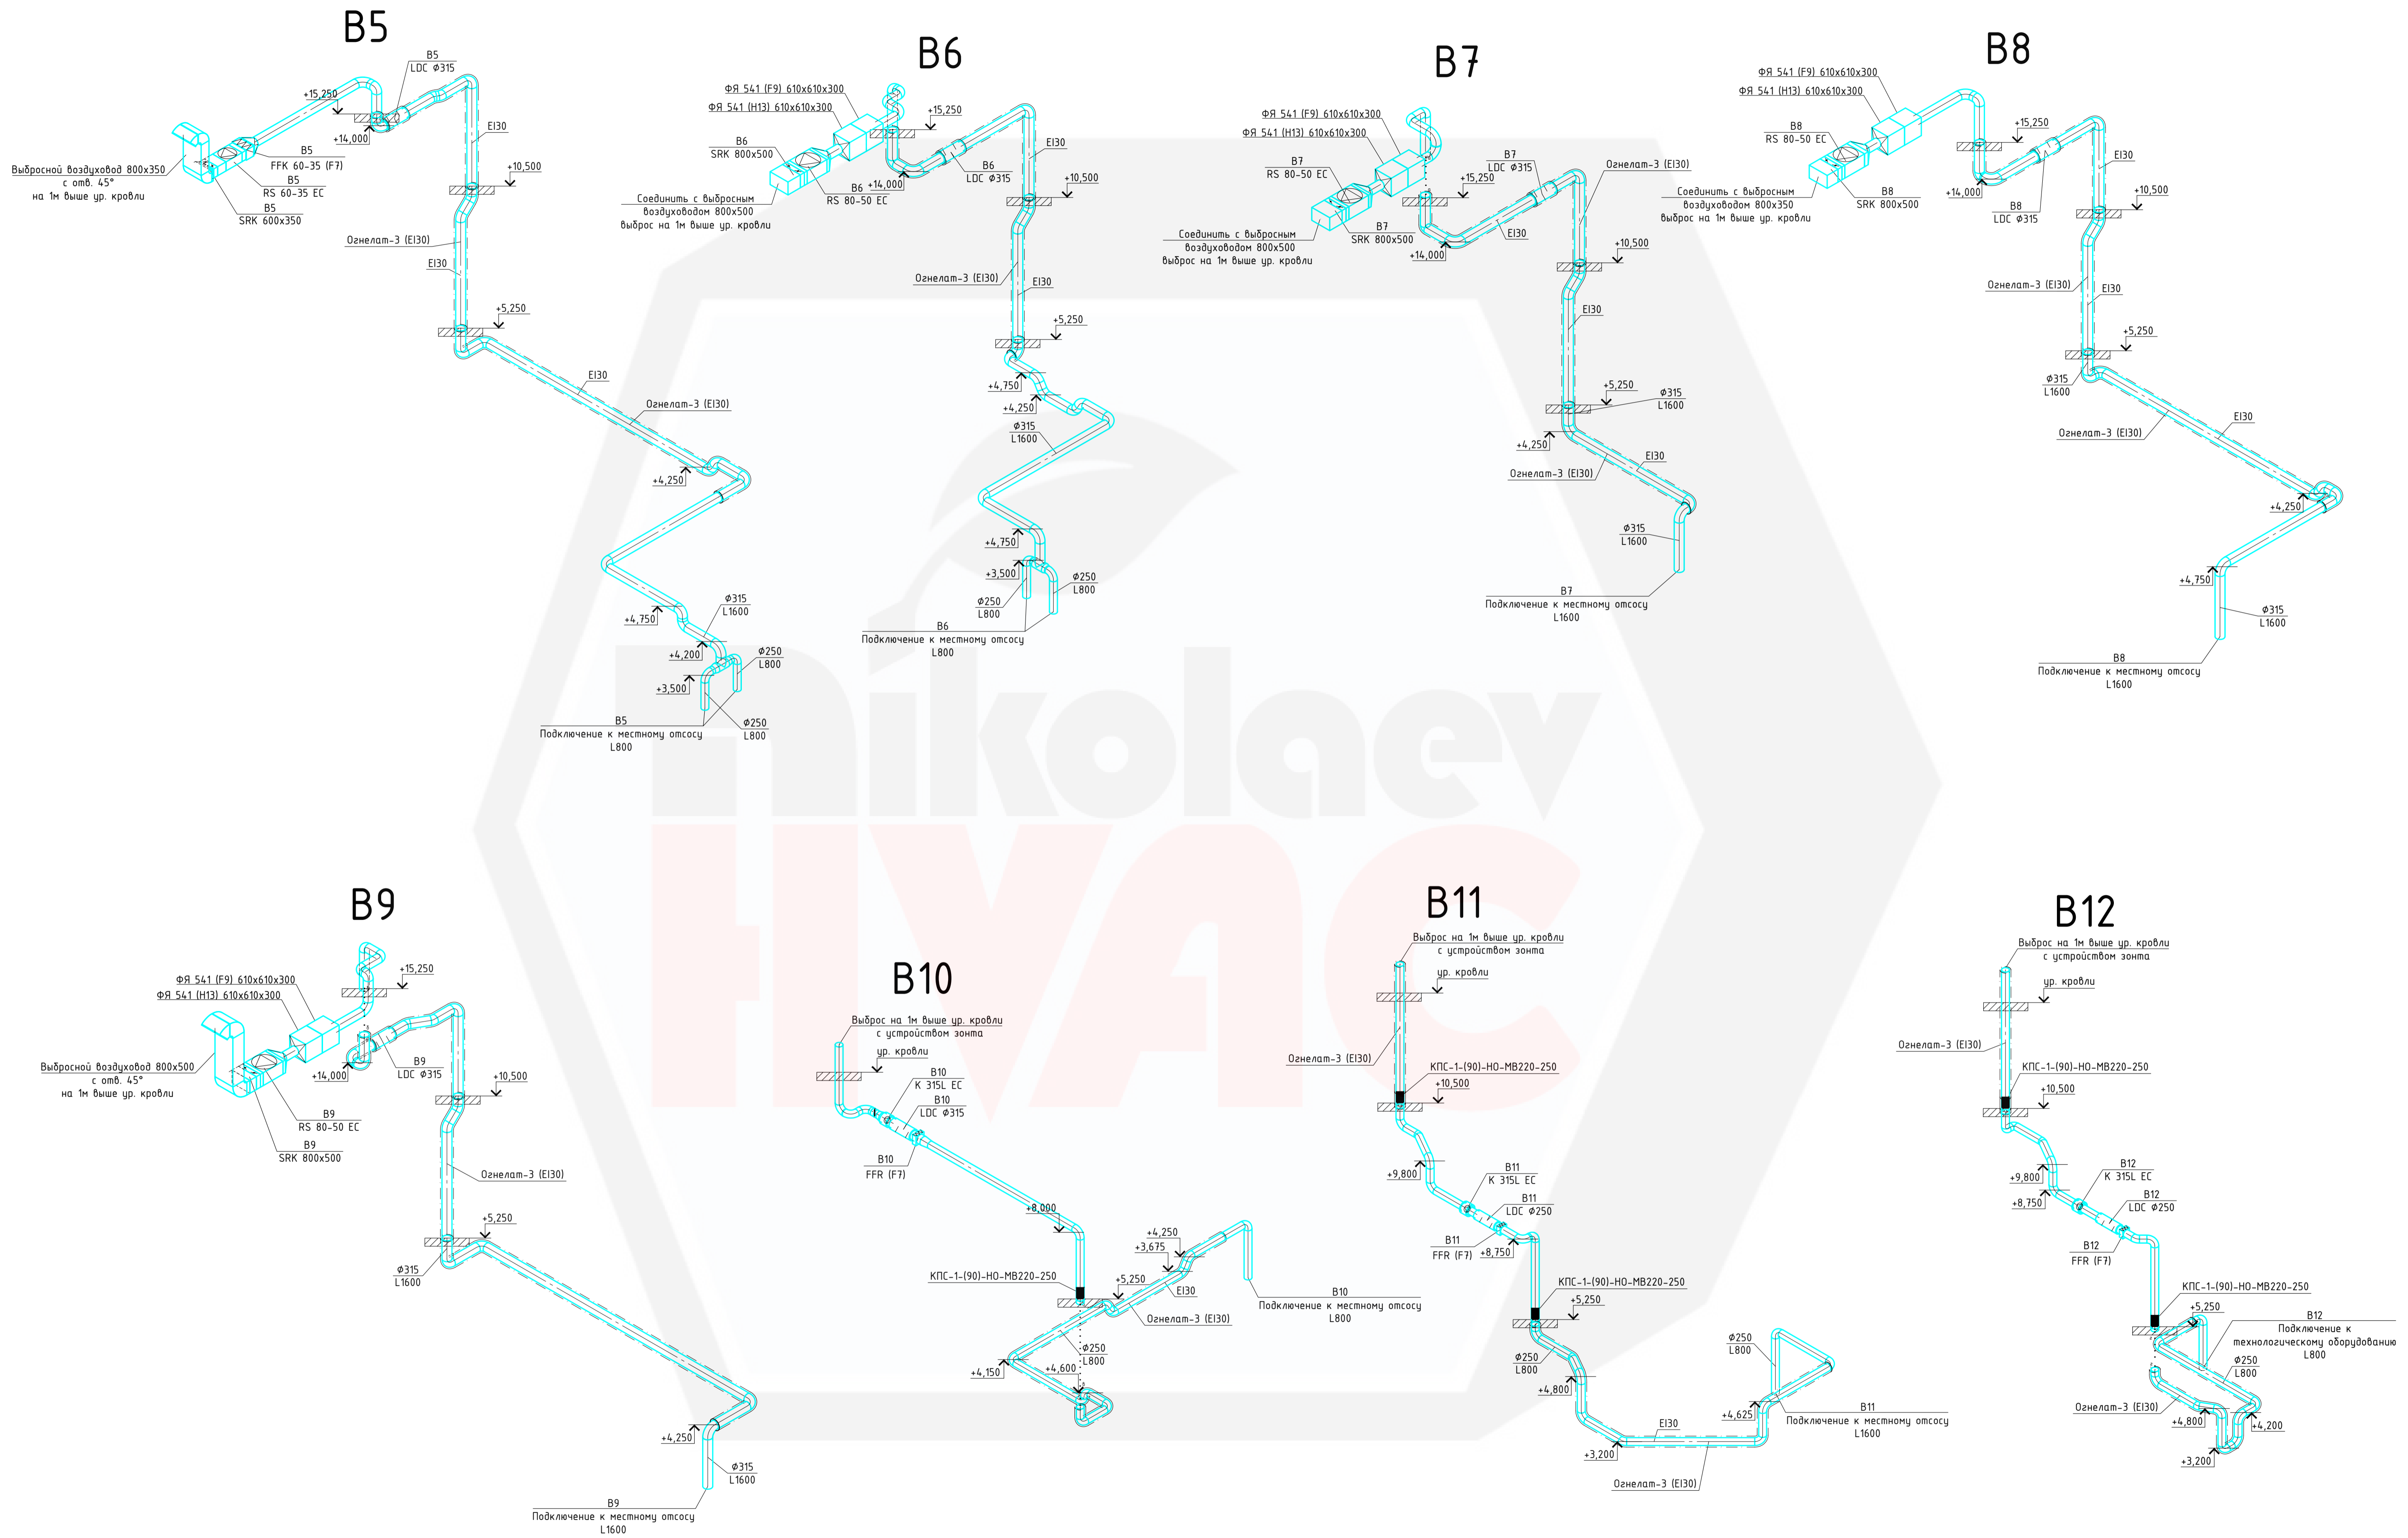 B5
B5
LDC Ø315
+15,250
+14,000
EI30
B5
FFK 60-35 (F7)
Выбросной воздуховод 800х350
с отв. 45°
на 1м выше ур. кровли
+10,500
B5
RS 60-35 EC
B5
SRK 600x350
Огнелат-3 (EI30)
EI30
+5,250
EI30
Огнелат-3 (EI30)
+4,250
Ø315
L1600
+4,750
+4,200
Ø250
L800
+3,500
B5
Подключение к местному отсосу
L800
Ø250
L800
B6
ФЯ 541 (F9) 610х610х300
ФЯ 541 (H13) 610х610х300
+15,250
B6
SRK 800x500
EI30
B6
LDC Ø315
+14,000
B6
RS 80-50 EC
+10,500
Соединить с выбросным
воздуховодом 800х500
выброс на 1м выше ур. кровли
Огнелат-3 (EI30)
EI30
+5,250
+4,750
+4,250
Ø315
L1600
+4,750
+3,500
Ø250
L800
Ø250
L800
B6
Подключение к местному отсосу
L800
B7
ФЯ 541 (F9) 610х610х300
ФЯ 541 (H13) 610х610х300
B7
RS 80-50 EC
B7
LDC Ø315
Огнелат-3 (EI30)
+15,250
B7
SRK 800x500
EI30
Соединить с выбросным
воздуховодом 800х500
выброс на 1м выше ур. кровли
+14,000
+10,500
EI30
+5,250
Ø315
L1600
+4,250
EI30
Огнелат-3 (EI30)
Ø315
L1600
B7
Подключение к местному отсосу
L1600
B8
ФЯ 541 (F9) 610х610х300
ФЯ 541 (H13) 610х610х300
B8
RS 80-50 EC
+15,250
EI30
Соединить с выбросным
воздуховодом 800х350
выброс на 1м выше ур. кровли
B8
SRK 800x500
+14,000
B8
LDC Ø315
+10,500
Огнелат-3 (EI30)
EI30
+5,250
Ø315
L1600
EI30
Огнелат-3 (EI30)
+4,250
+4,750
Ø315
L1600
B8
Подключение к местному отсосу
L1600
nikolaev
HVAC
B9
ФЯ 541 (F9) 610х610х300
ФЯ 541 (H13) 610х610х300
+15,250
Выбросной воздуховод 800х500
с отв. 45°
на 1м выше ур. кровли
+14,000
B9
LDC Ø315
+10,500
B9
RS 80-50 EC
B9
SRK 800x500
Огнелат-3 (EI30)
+5,250
Ø315
L1600
+4,250
Ø315
L1600
B9
Подключение к местному отсосу
L1600
B10
Выброс на 1м выше ур. кровли
с устройством зонта
ур. кровли
B10
K 315L EC
B10
LDC Ø315
B10
FFR (F7)
+8,000
+4,250
+3,675
КПС-1-(90)-НО-МВ220-250
+5,250
EI30
Огнелат-3 (EI30)
B10
Подключение к местному отсосу
L800
Ø250
L800
+4,150
+4,600
B11
Выброс на 1м выше ур. кровли
с устройством зонта
ур. кровли
Огнелат-3 (EI30)
КПС-1-(90)-НО-МВ220-250
+10,500
+9,800
B11
K 315L EC
B11
LDC Ø250
B11
FFR (F7)
+8,750
КПС-1-(90)-НО-МВ220-250
+5,250
Ø250
L800
+4,800
Ø250
L800
+4,625
B11
Подключение к местному отсосу
L1600
EI30
+3,200
Огнелат-3 (EI30)
B12
Выброс на 1м выше ур. кровли
с устройством зонта
ур. кровли
Огнелат-3 (EI30)
КПС-1-(90)-НО-МВ220-250
+10,500
+9,800
B12
K 315L EC
+8,750
B12
LDC Ø250
B12
FFR (F7)
КПС-1-(90)-НО-МВ220-250
+5,250
B12
Подключение к
технологическому оборудованию
L800
Ø250
L800
Огнелат-3 (EI30)
+4,800
+4,200
+3,200